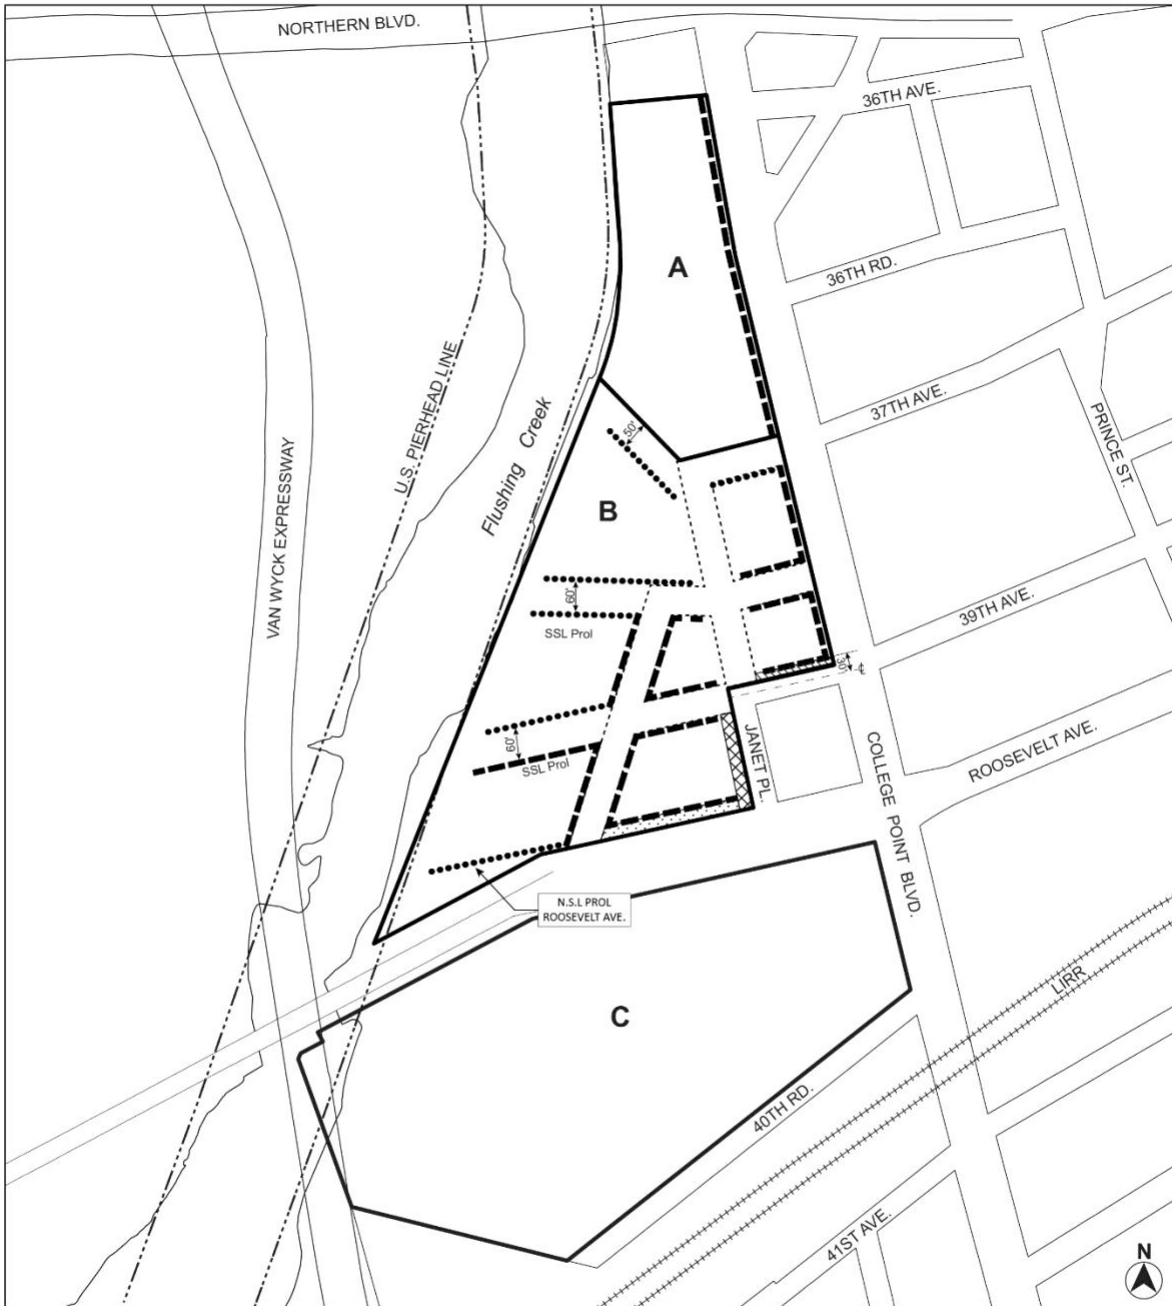 NORTHERN BLVD.
36TH AVE.
A
36TH RD.
U.S. PIERHEAD LINE
Flushing Creek
37TH AVE.
PRINCE ST.
50'
B
VAN WYCK EXPRESSWAY
60'
39TH AVE.
SSL Prol
30'
℄
60'
SSL Prol
JANET PL.
COLLEGE POINT BLVD.
ROOSEVELT AVE.
N.S.L PROL
ROOSEVELT AVE.
LIRR
C
40TH RD.
41ST AVE.
N